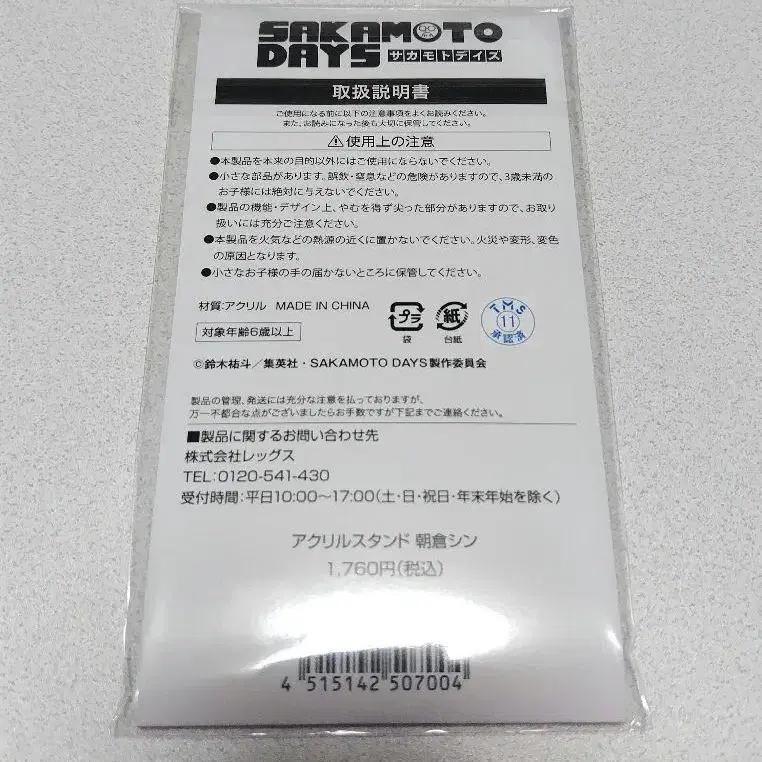 SAKAMOTO
DAYS サカモトデイズ
取扱説明書
ご使用になる前に以下の注意事項をよくお読みください。
また、お読みになった後も大切に保管してください。
⚠使用上の注意
●本製品を本来の目的以外にはご使用にならないでください。
●小さな部品があります。誤飲・窒息などの危険がありますので、3歳未満の
お子様には絶対に与えないでください。
●製品の機能・デザイン上、やむを得ず尖った部分がありますので、お取り
扱いには充分ご注意ください。
●本製品を火気などの熱源の近くに置かないでください。火災や変形、変色
の原因となります。
●小さなお子様の手の届かないところに保管してください。
材質:アクリル MADE IN CHINA
対象年齢6歳以上
プラ
袋
紙
台紙
TMS
11
承認済
©鈴木祐斗/集英社・SAKAMOTO DAYS製作委員会
製品の管理、発送には充分な注意を払っておりますが、
万一不都合な点がございましたらお手数ですが下記までご連絡ください。
■製品に関するお問い合わせ先
株式会社レッグス
TEL:0120-541-430
受付時間:平日10:00〜17:00(土・日・祝日・年末年始を除く)
アクリルスタンド 朝倉シン
1,760円(税込)
4 515142 507004